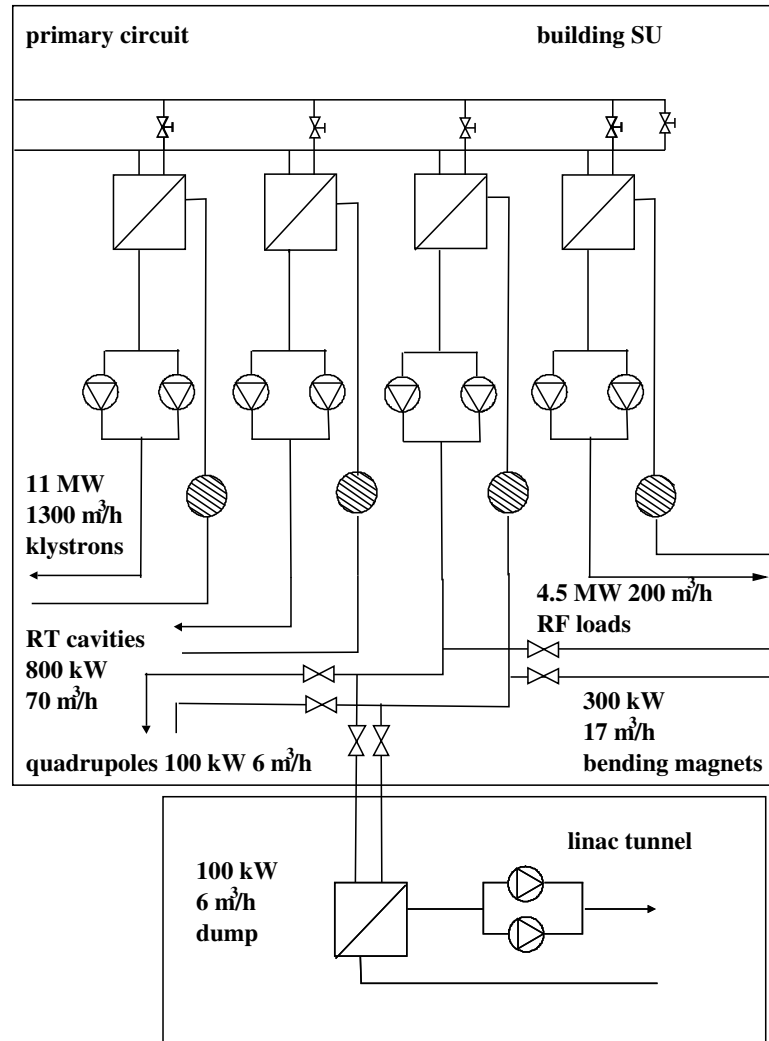 primary circuit
building SU
11 MW
1300 m³/h
klystrons
4.5 MW 200 m³/h
RF loads
RT cavities
800 kW
70 m³/h
300 kW
17 m³/h
bending magnets
quadrupoles 100 kW 6 m³/h
linac tunnel
100 kW
6 m³/h
dump